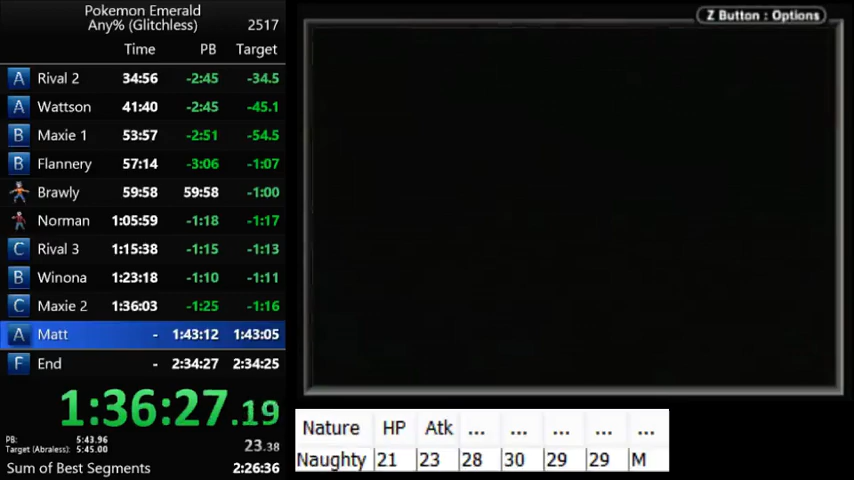 Pokemon Emerald
Any% (Glitchless) 2517
Time PB Target
A Rival 2 34:56 -2:45 -34.5
A Wattson 41:40 -2:45 -45.1
B Maxie 1 53:57 -2:51 -54.5
B Flannery 57:14 -3:06 -1:07
Brawly 59:58 59:58 -1:00
Norman 1:05:59 -1:18 -1:17
C Rival 3 1:15:38 -1:15 -1:13
B Winona 1:23:18 -1:10 -1:11
C Maxie 2 1:36:03 -1:25 -1:16
A Matt - 1:43:12 1:43:05
F End - 2:34:27 2:34:25
1:36:27.19
PB: 5:43.96
Target (Abraless): 5:45.00
23.38
Sum of Best Segments 2:26:36
Z Button : Options
Nature HP Atk ... ... ... ... ...
Naughty 21 23 28 30 29 29 M